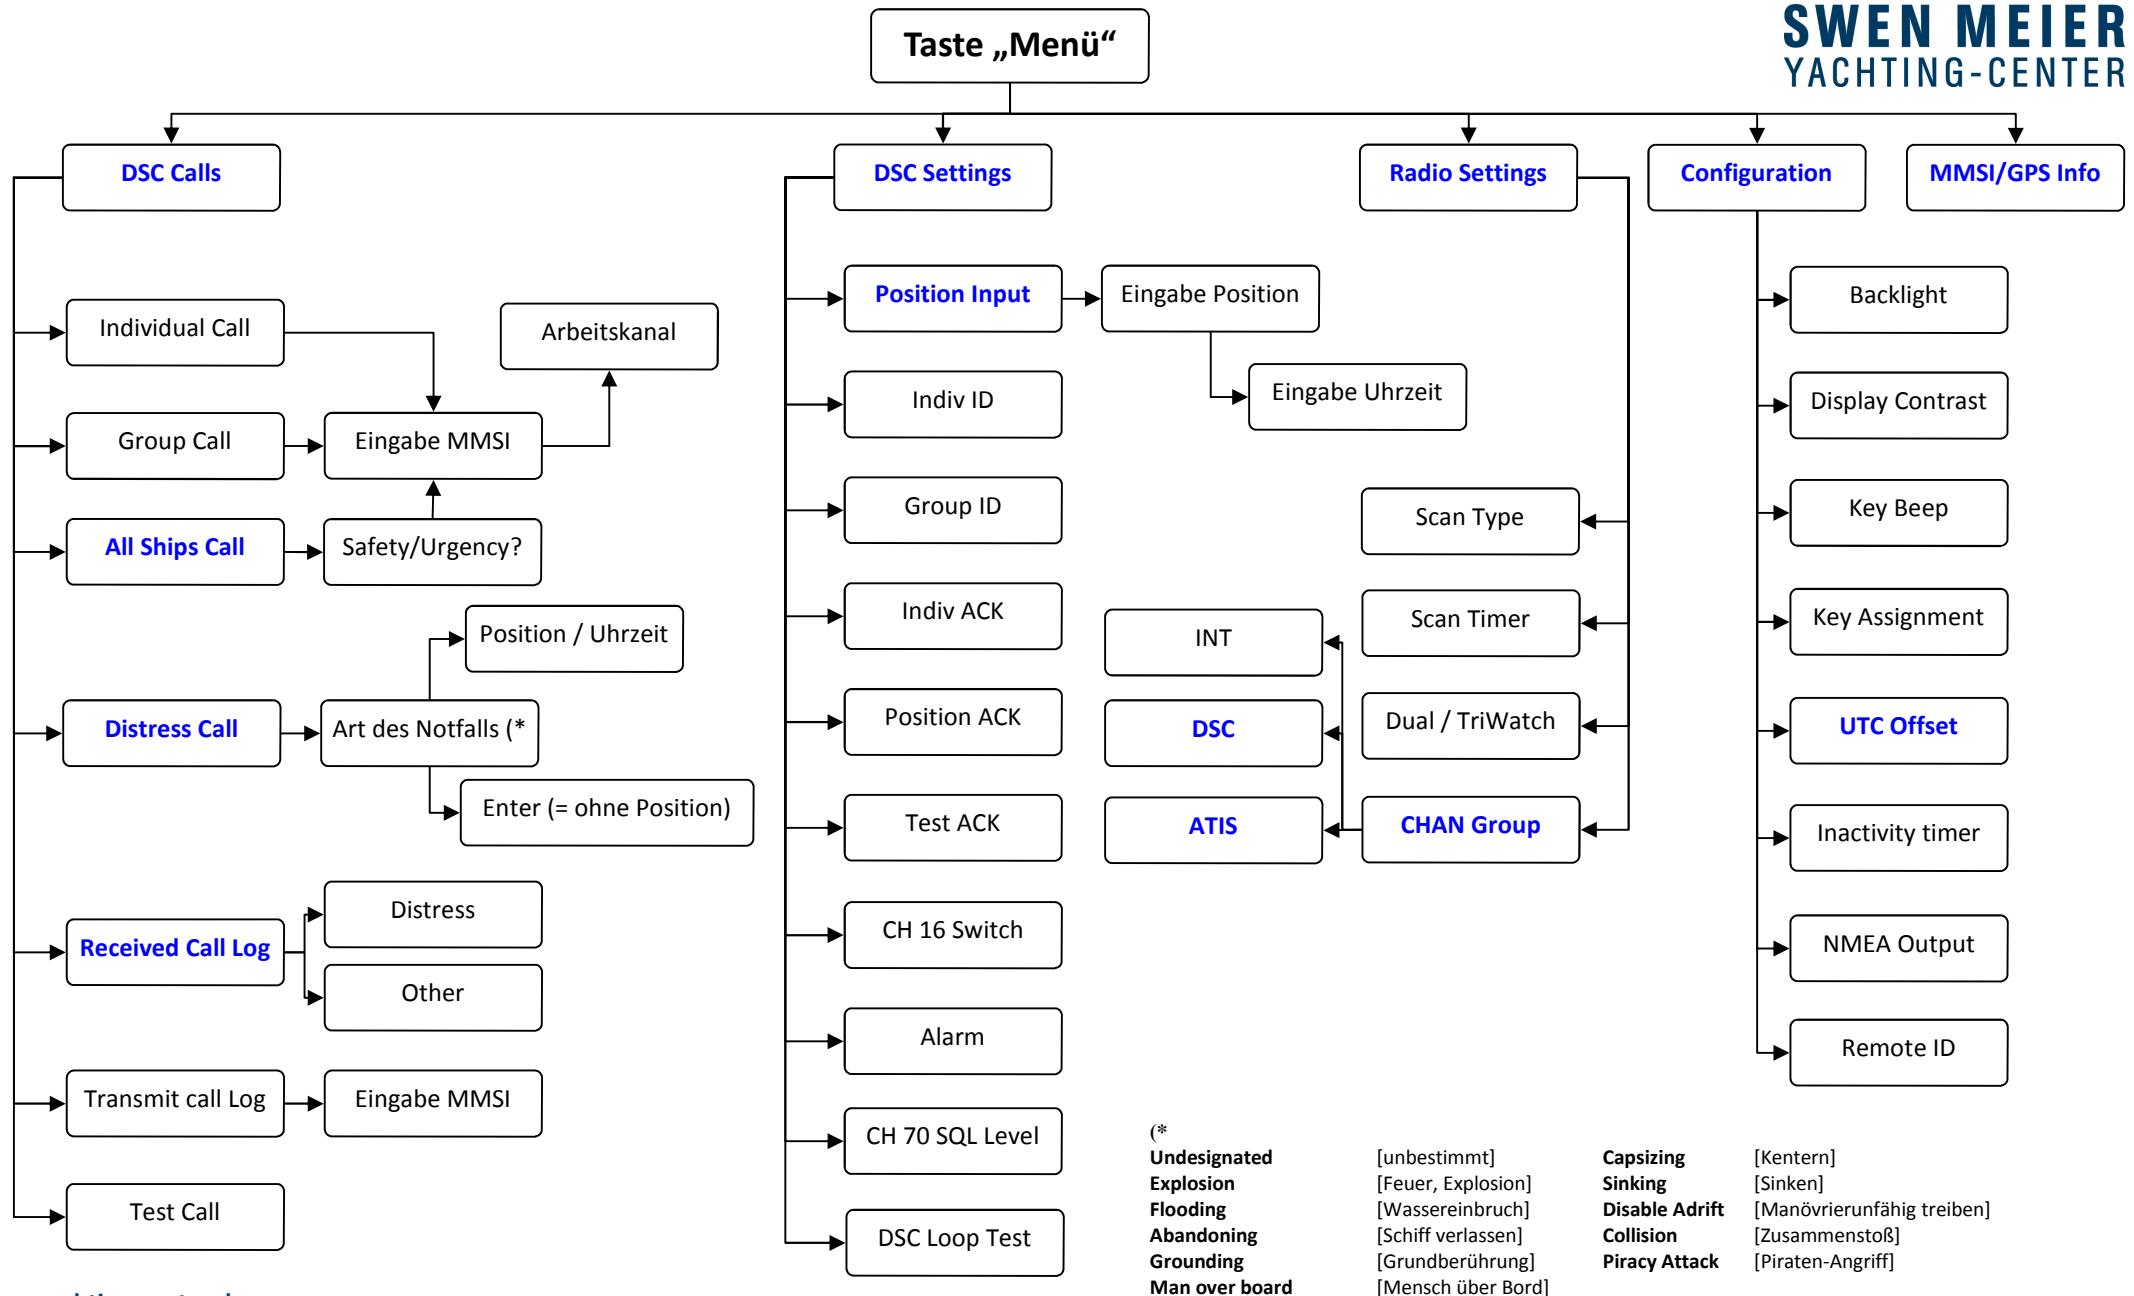 Taste „Menü“
SWEN MEIER
YACHTING-CENTER
DSC Calls
DSC Settings
Radio Settings
Configuration
MMSI/GPS Info
Individual Call
Arbeitskanal
Group Call
Eingabe MMSI
All Ships Call
Safety/Urgency?
Position / Uhrzeit
Distress Call
Art des Notfalls (*
Enter (= ohne Position)
Received Call Log
Distress
Other
Transmit call Log
Eingabe MMSI
Test Call
Position Input
Eingabe Position
Eingabe Uhrzeit
Indiv ID
Group ID
Indiv ACK
Position ACK
Test ACK
CH 16 Switch
Alarm
CH 70 SQL Level
DSC Loop Test
Scan Type
Scan Timer
Dual / TriWatch
CHAN Group
INT
DSC
ATIS
Backlight
Display Contrast
Key Beep
Key Assignment
UTC Offset
Inactivity timer
NMEA Output
Remote ID
(*
Undesignated [unbestimmt]
Explosion [Feuer, Explosion]
Flooding [Wassereinbruch]
Abandoning [Schiff verlassen]
Grounding [Grundberührung]
Man over board [Mensch über Bord]
Capsizing [Kentern]
Sinking [Sinken]
Disable Adrift [Manövrierunfähig treiben]
Collision [Zusammenstoß]
Piracy Attack [Piraten-Angriff]